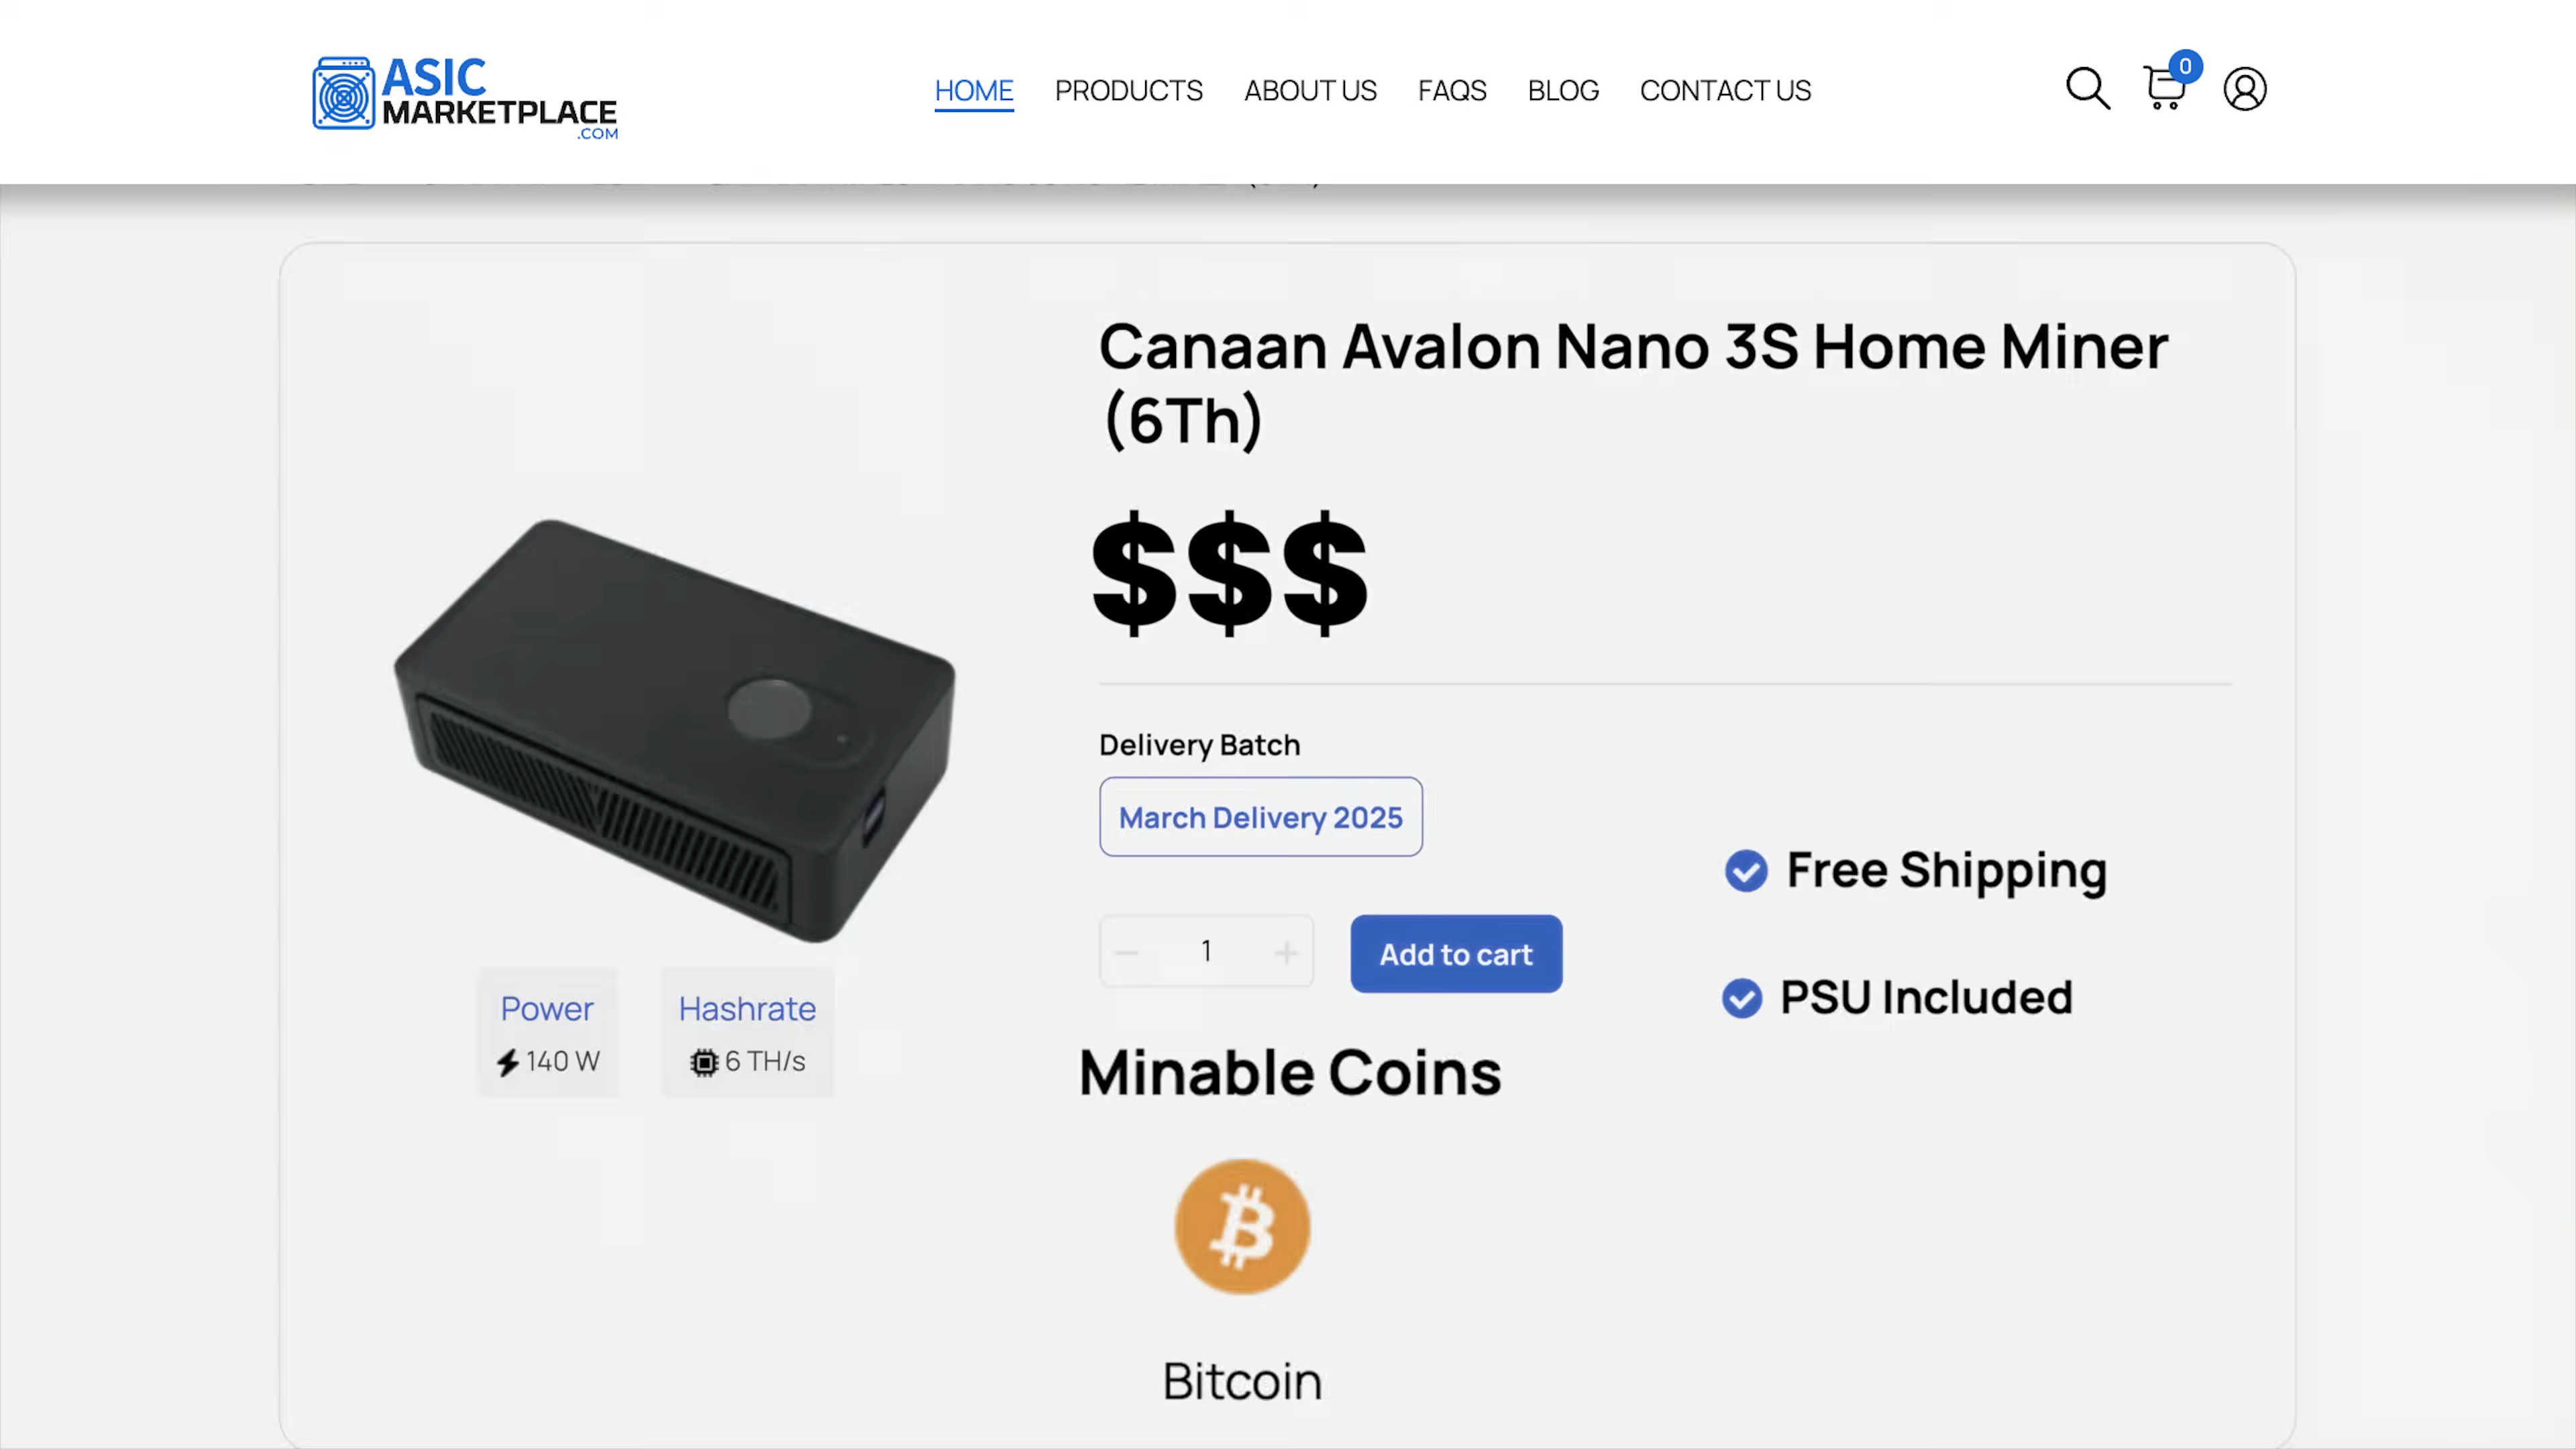 ASIC
MARKETPLACE
.COM
HOME PRODUCTS ABOUT US FAQS BLOG CONTACT US
0
Canaan Avalon Nano 3S Home Miner
(6Th)
$$$
Delivery Batch
March Delivery 2025
Free Shipping
1
Add to cart
PSU Included
Power
140 W
Hashrate
6 TH/s
Minable Coins
Bitcoin